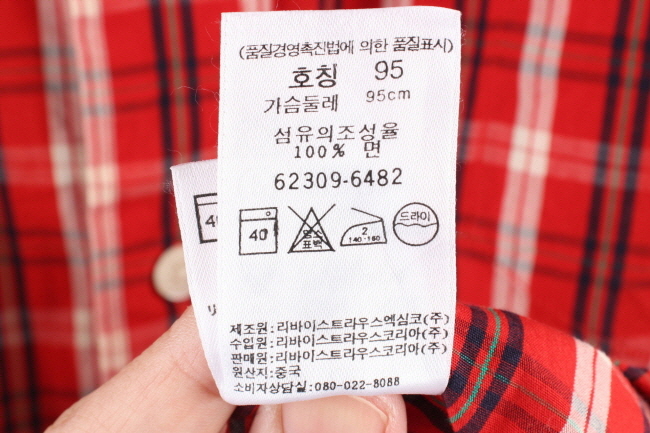 (품질경영촉진법에 의한 품질표시)
호칭 95
가슴둘레 95cm
섬유의조성율
100% 면
62309-6482
40 염소 표백 2 140-160 드라이
제조원:리바이스트라우스엑심코(주)
수입원:리바이스트라우스코리아(주)
판매원:리바이스트라우스코리아(주)
원산지:중국
소비자상담실:080-022-8088